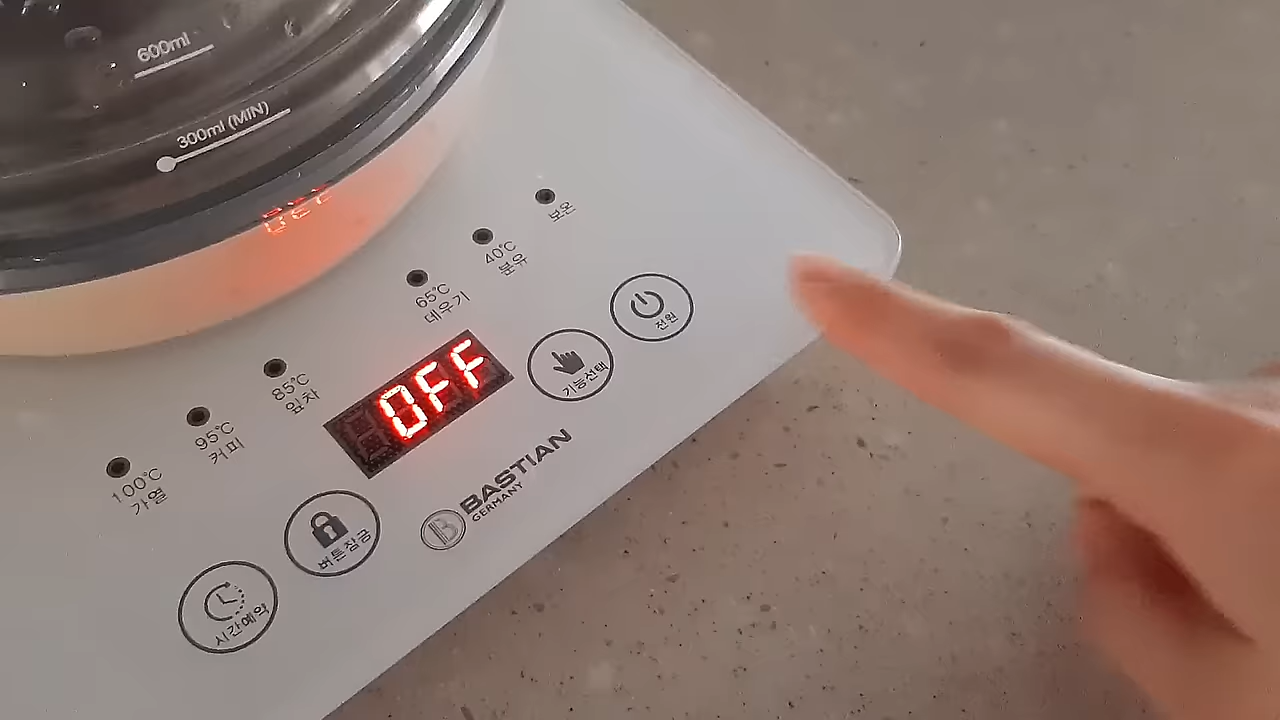 600ml
300ml (MIN)
보온
40℃
분유
65℃
데우기
85℃
잎차
95℃
커피
100℃
가열
OFF
전원
기능선택
버튼잠금
시간예약
BASTIAN
GERMANY